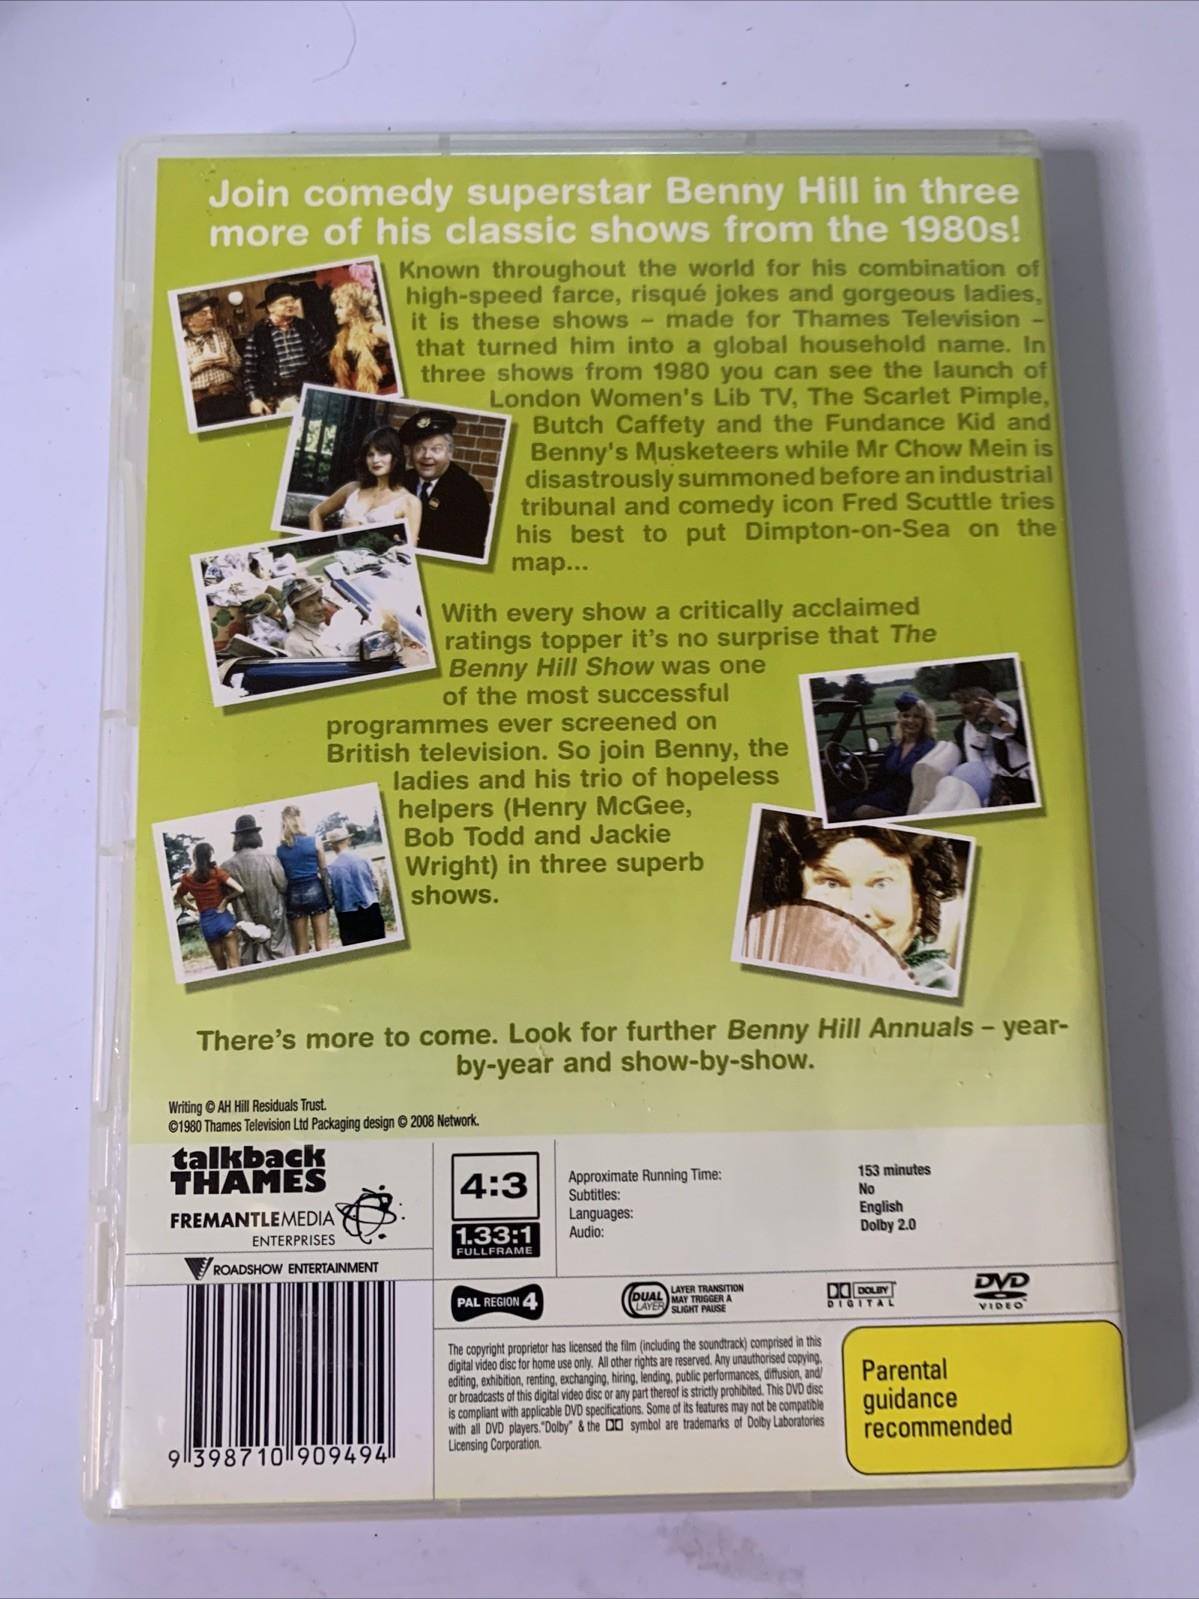 Join comedy superstar Benny Hill in three
more of his classic shows from the 1980s!
Known throughout the world for his combination of
high-speed farce, risqué jokes and gorgeous ladies,
it is these shows – made for Thames Television –
that turned him into a global household name. In
three shows from 1980 you can see the launch of
London Women's Lib TV, The Scarlet Pimple,
Butch Caffety and the Fundance Kid and
Benny's Musketeers while Mr Chow Mein is
disastrously summoned before an industrial
tribunal and comedy icon Fred Scuttle tries
his best to put Dimpton-on-Sea on the
map...
With every show a critically acclaimed
ratings topper it's no surprise that The
Benny Hill Show was one
of the most successful
programmes ever screened on
British television. So join Benny, the
ladies and his trio of hopeless
helpers (Henry McGee,
Bob Todd and Jackie
Wright) in three superb
shows.
There's more to come. Look for further Benny Hill Annuals – year-
by-year and show-by-show.
Writing © AH Hill Residuals Trust.
©1980 Thames Television Ltd Packaging design © 2008 Network.
talkback
THAMES
FREMANTLEMEDIA
ENTERPRISES
ROADSHOW ENTERTAINMENT
4:3
1.33:1
FULLFRAME
Approximate Running Time: 153 minutes
Subtitles: No
Languages: English
Audio: Dolby 2.0
PAL REGION 4
DUAL
LAYER
LAYER TRANSITION
MAY TRIGGER A
SLIGHT PAUSE
DOLBY
DIGITAL
DVD
VIDEO
The copyright proprietor has licensed the film (including the soundtrack) comprised in this
digital video disc for home use only. All other rights are reserved. Any unauthorised copying,
editing, exhibition, renting, exchanging, hiring, lending, public performances, diffusion, and/
or broadcasts of this digital video disc or any part thereof is strictly prohibited. This DVD disc
is compliant with applicable DVD specifications. Some of its features may not be compatible
with all DVD players."Dolby" & the symbol are trademarks of Dolby Laboratories
Licensing Corporation.
Parental
guidance
recommended
9 398710 909494